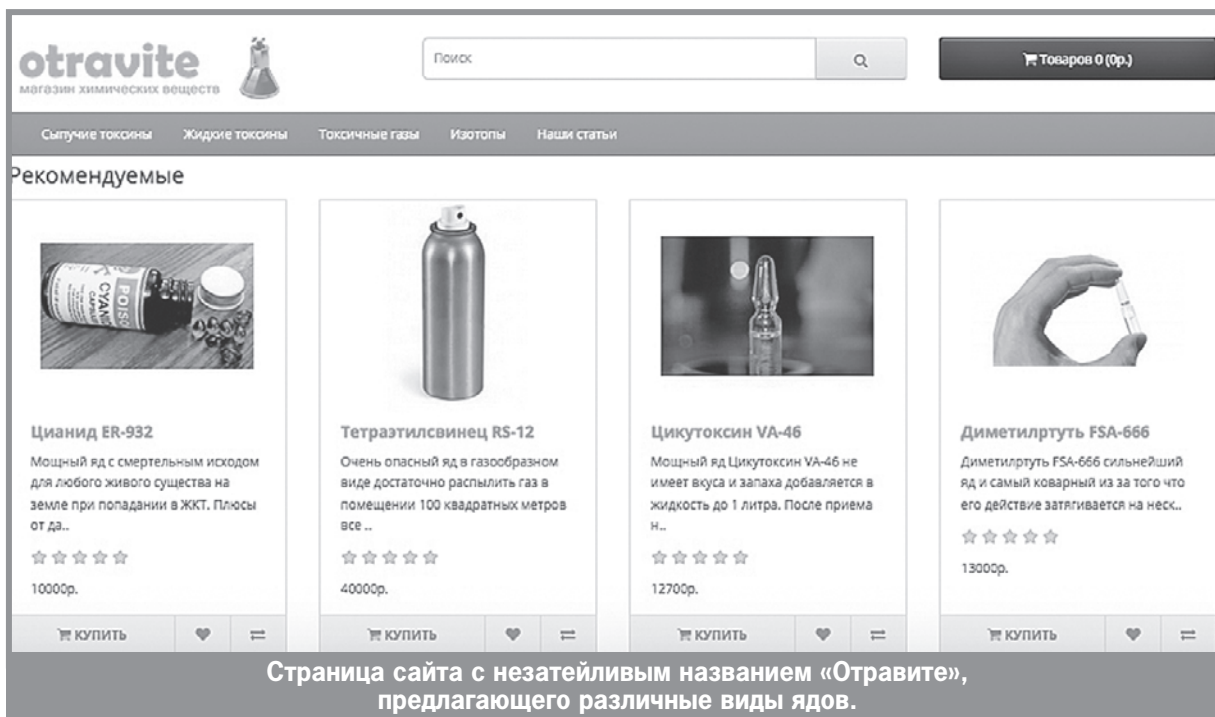 otravite
магазин химических веществ
Поиск
Товаров 0 (0р.)
Сыпучие токсины Жидкие токсины Токсичные газы Изотопы Наши статьи
Рекомендуемые
POISO
CYAN
Цианид ER-932
Мощный яд с смертельным исходом
для любого живого существа на
земле при попадании в ЖКТ. Плюсы
от да..
10000р.
КУПИТЬ
Тетраэтилсвинец RS-12
Очень опасный яд в газообразном
виде достаточно распылить газ в
помещении 100 квадратных метров
все ..
40000р.
КУПИТЬ
Цикутоксин VA-46
Мощный яд Цикутоксин VA-46 не
имеет вкуса и запаха добавляется в
жидкость до 1 литра. После приема
н..
12700р.
КУПИТЬ
Диметилртуть FSA-666
Диметилртуть FSA-666 сильнейший
яд и самый коварный из за того что
его действие затягивается на неск..
13000р.
КУПИТЬ
Страница сайта с незатейливым названием «Отравите»,
предлагающего различные виды ядов.